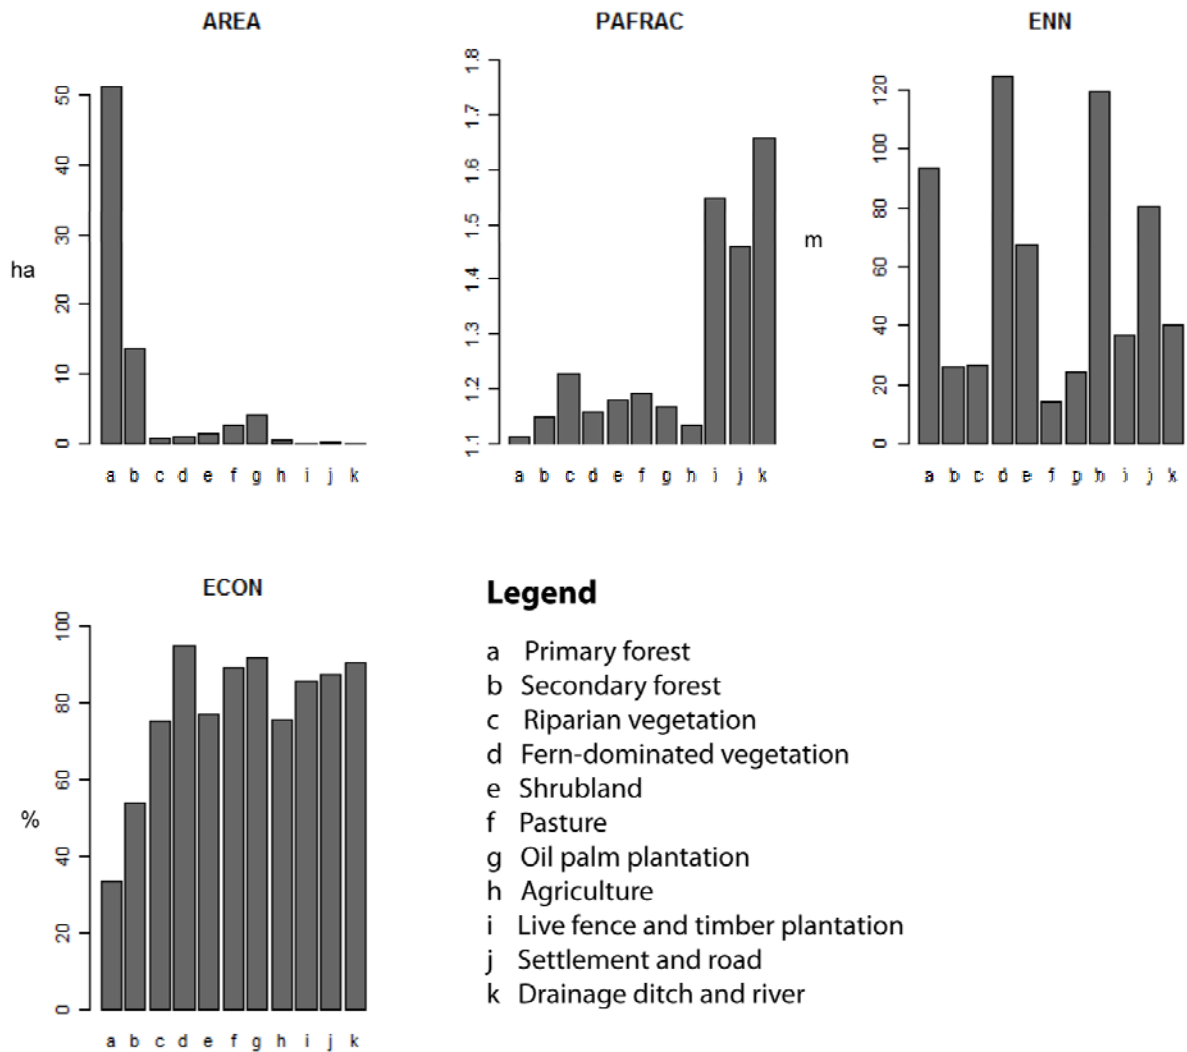 AREA
50
40
30
20
10
0
ha
a b c d e f g h i j k
PAFRAC
1.8
1.7
1.6
1.5
1.4
1.3
1.2
1.1
a b c d e f g h i j k
ENN
120
100
80
60
40
20
0
m
a b c d e f g h i j k
ECON
100
80
60
40
20
0
%
a b c d e f g h i j k
Legend
a Primary forest
b Secondary forest
c Riparian vegetation
d Fern-dominated vegetation
e Shrubland
f Pasture
g Oil palm plantation
h Agriculture
i Live fence and timber plantation
j Settlement and road
k Drainage ditch and river